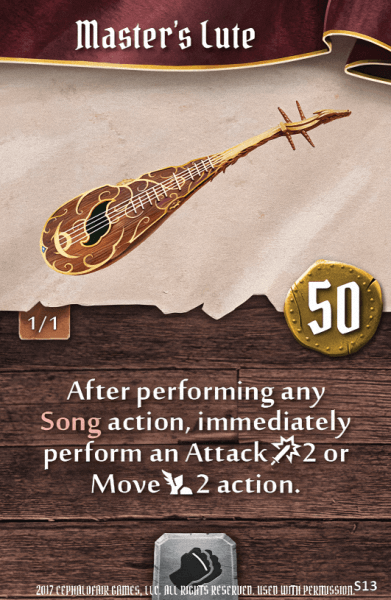 Master's Lute
50
1/1
After performing any
Song action, immediately
perform an Attack 2 or
Move 2 action.
2017 CEPHALOFAIR GAMES, LLC. ALL RIGHTS RESERVED. USED WITH PERMISSION S13